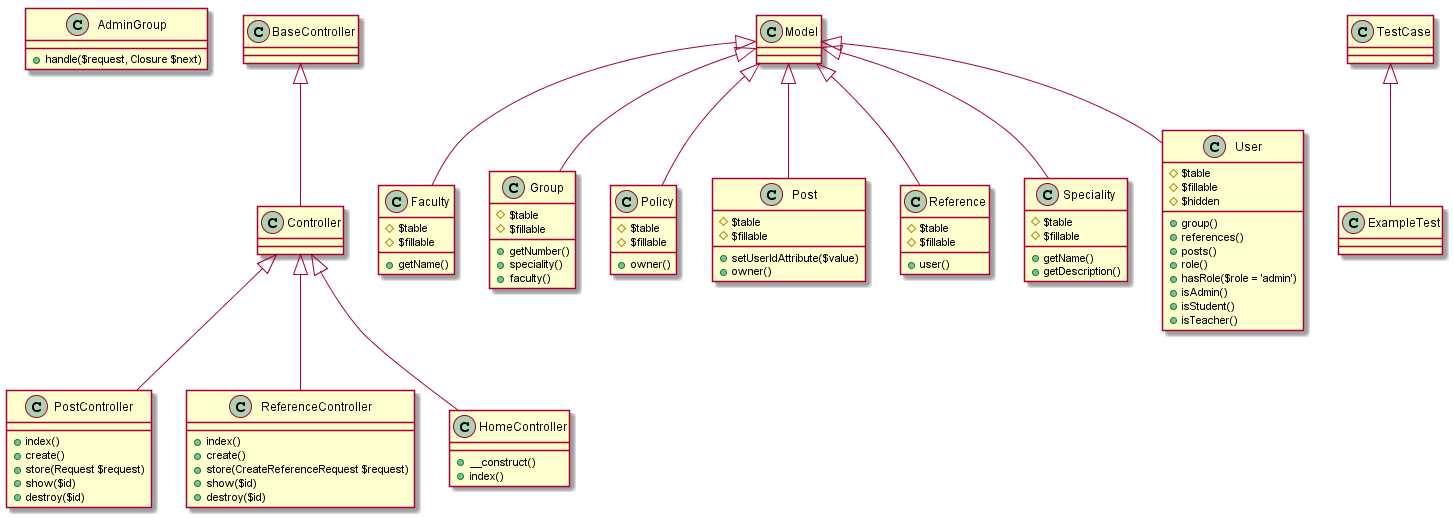 C AdminGroup
handle($request, Closure $next)
C BaseController
C Model
C TestCase
C User
$table
$fillable
$hidden
group()
references()
posts()
role()
hasRole($role = 'admin')
isAdmin()
isStudent()
isTeacher()
C Faculty
$table
$fillable
getName()
C Group
$table
$fillable
getNumber()
speciality()
faculty()
C Policy
$table
$fillable
owner()
C Post
$table
$fillable
setUserIdAttribute($value)
owner()
C Reference
$table
$fillable
user()
C Speciality
$table
$fillable
getName()
getDescription()
C Controller
C ExampleTest
C PostController
index()
create()
store(Request $request)
show($id)
destroy($id)
C ReferenceController
index()
create()
store(CreateReferenceRequest $request)
show($id)
destroy($id)
C HomeController
__construct()
index()